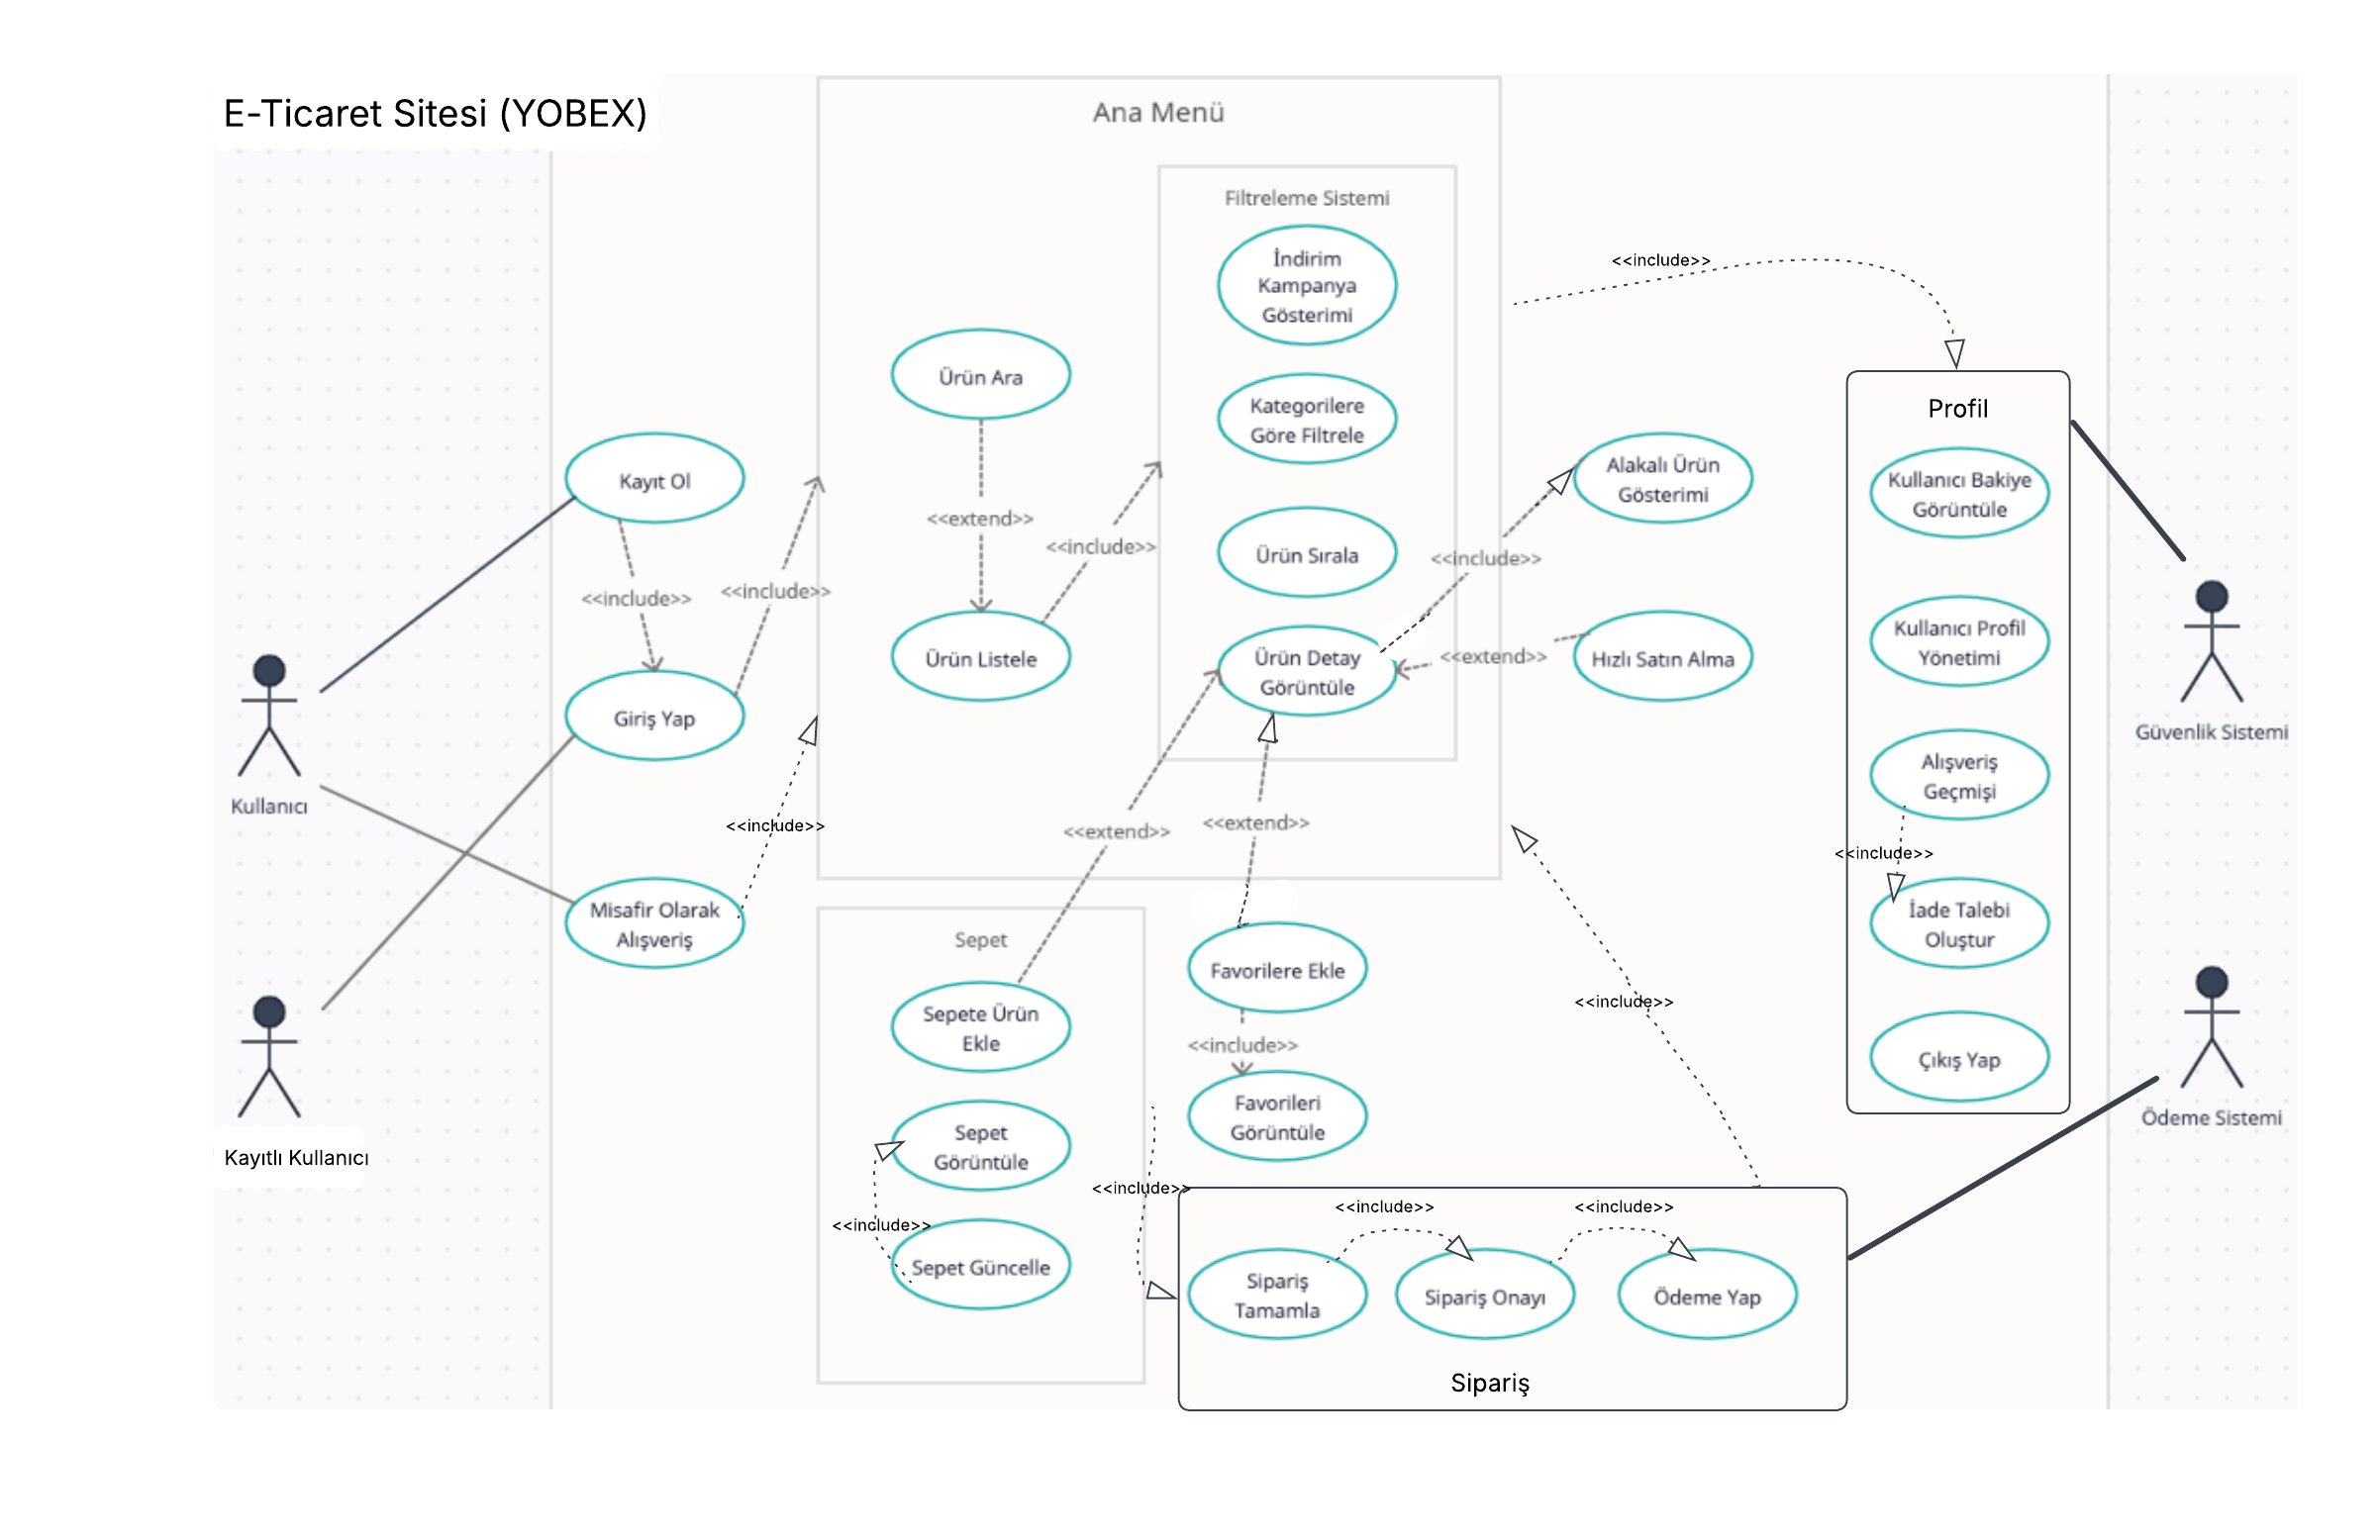 E-Ticaret Sitesi (YOBEX)
Ana Menü
Filtreleme Sistemi
İndirim
Kampanya
Gösterimi
<<include>>
Ürün Ara
Kategorilere
Göre Filtrele
Profil
Kayıt Ol
Alakalı Ürün
Gösterimi
Kullanıcı Bakiye
Görüntüle
<<extend>>
<<include>>
Ürün Sırala
<<include>>
<<include>>
<<include>>
Ürün Listele
Ürün Detay
Görüntüle
<<extend>>
Hızlı Satın Alma
Kullanıcı Profil
Yönetimi
Giriş Yap
Güvenlik Sistemi
Kullanıcı
<<include>>
<<extend>>
<<extend>>
Alışveriş
Geçmişi
<<include>>
Misafir Olarak
Alışveriş
Sepet
Favorilere Ekle
İade Talebi
Oluştur
Sepete Ürün
Ekle
<<include>>
<<include>>
Çıkış Yap
Kayıtlı Kullanıcı
Sepet
Görüntüle
Favorileri
Görüntüle
Ödeme Sistemi
<<include>>
<<include>>
<<include>>
<<include>>
Sepet Güncelle
Sipariş
Tamamla
Sipariş Onayı
Ödeme Yap
Sipariş